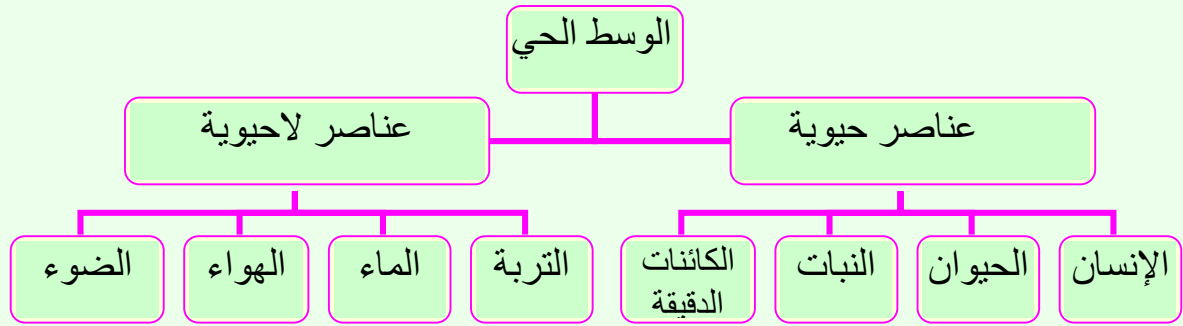 الوسط الحي
عناصر حيوية
عناصر لاحيوية
الإنسان
الحيوان
النبات
الكائنات
الدقيقة
التربة
الماء
الهواء
الضوء